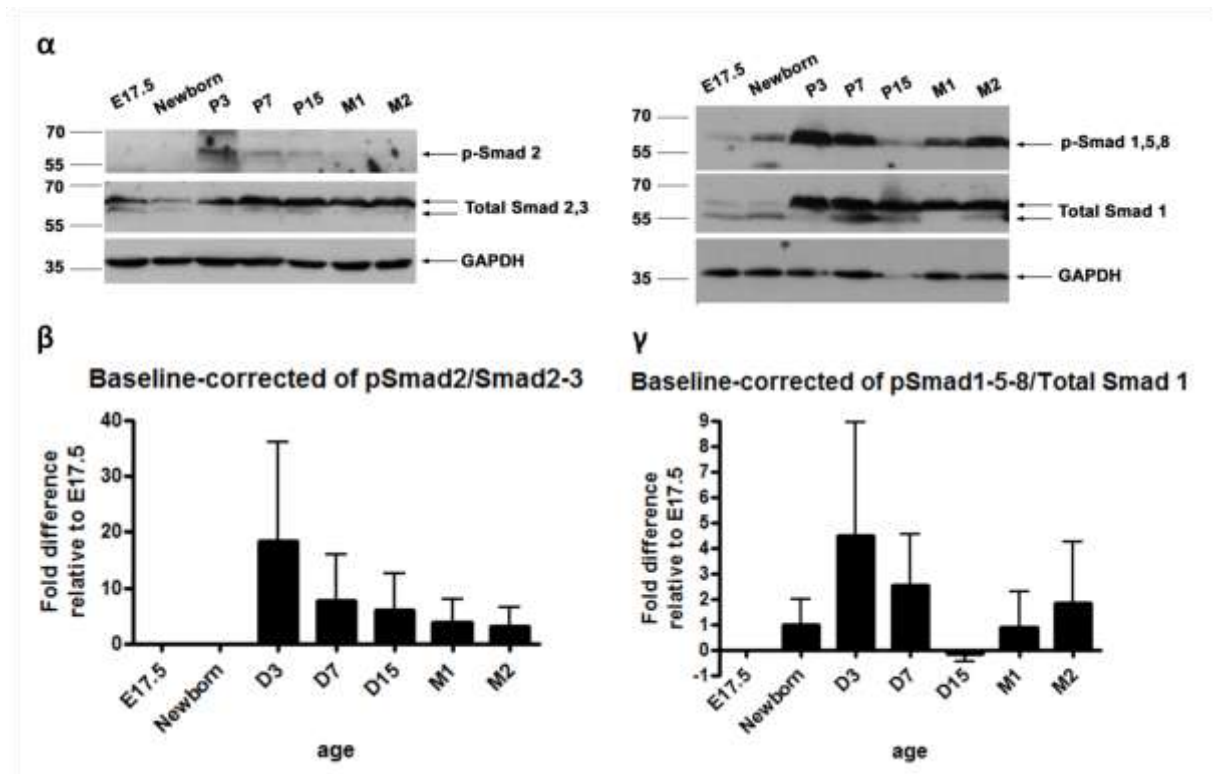 α
E17.5 Newborn P3 P7 P15 M1 M2
70
55
p-Smad 2
70
55
Total Smad 2,3
35
GAPDH
E17.5 Newborn P3 P7 P15 M1 M2
70
55
p-Smad 1,5,8
70
55
Total Smad 1
35
GAPDH
β
Baseline-corrected of pSmad2/Smad2-3
Fold difference
relative to E17.5
40
30
20
10
0
E17.5 Newborn D3 D7 D15 M1 M2
age
γ
Baseline-corrected of pSmad1-5-8/Total Smad 1
Fold difference
relative to E17.5
9
8
7
6
5
4
3
2
1
0
-1
E17.5 Newborn D3 D7 D15 M1 M2
age